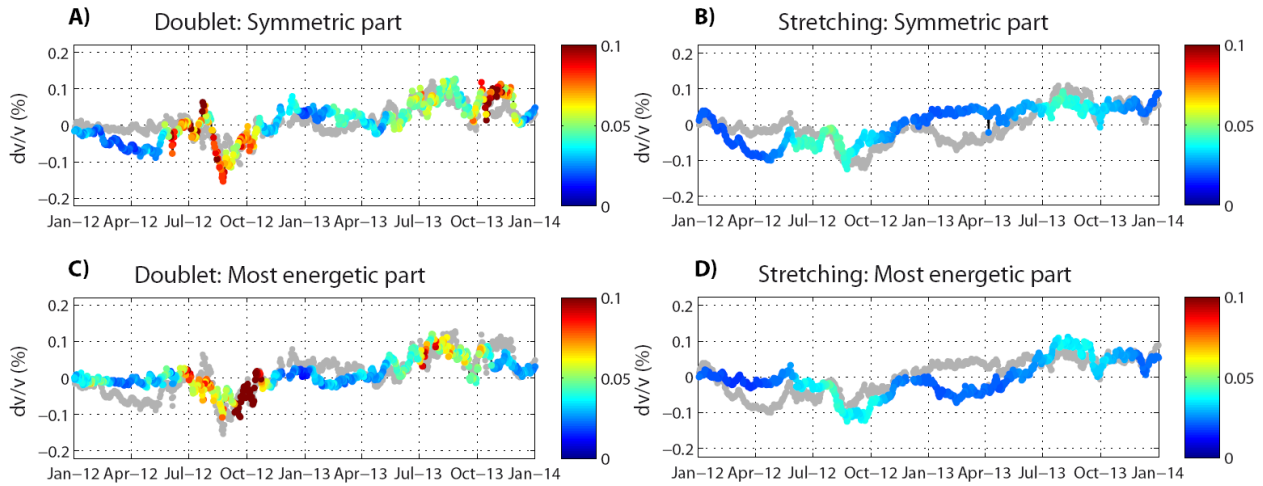 A) Doublet: Symmetric part
dv/v (%)
0.2
0.1
0
−0.1
−0.2
Jan−12 Apr−12 Jul−12 Oct−12 Jan−13 Apr−13 Jul−13 Oct−13 Jan−14
0.1
0.05
0
B) Stretching: Symmetric part
dv/v (%)
0.2
0.1
0
−0.1
−0.2
Jan−12 Apr−12 Jul−12 Oct−12 Jan−13 Apr−13 Jul−13 Oct−13 Jan−14
0.1
0.05
0
C) Doublet: Most energetic part
dv/v (%)
0.2
0.1
0
−0.1
−0.2
Jan−12 Apr−12 Jul−12 Oct−12 Jan−13 Apr−13 Jul−13 Oct−13 Jan−14
0.1
0.05
0
D) Stretching: Most energetic part
dv/v (%)
0.2
0.1
0
−0.1
−0.2
Jan−12 Apr−12 Jul−12 Oct−12 Jan−13 Apr−13 Jul−13 Oct−13 Jan−14
0.1
0.05
0